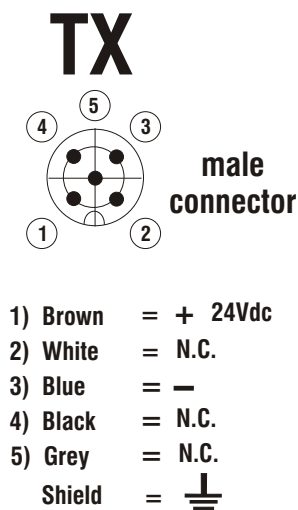 TX
5
4
3
male
connector
1
2
1) Brown = + 24Vdc
2) White = N.C.
3) Blue = −
4) Black = N.C.
5) Grey = N.C.
Shield =